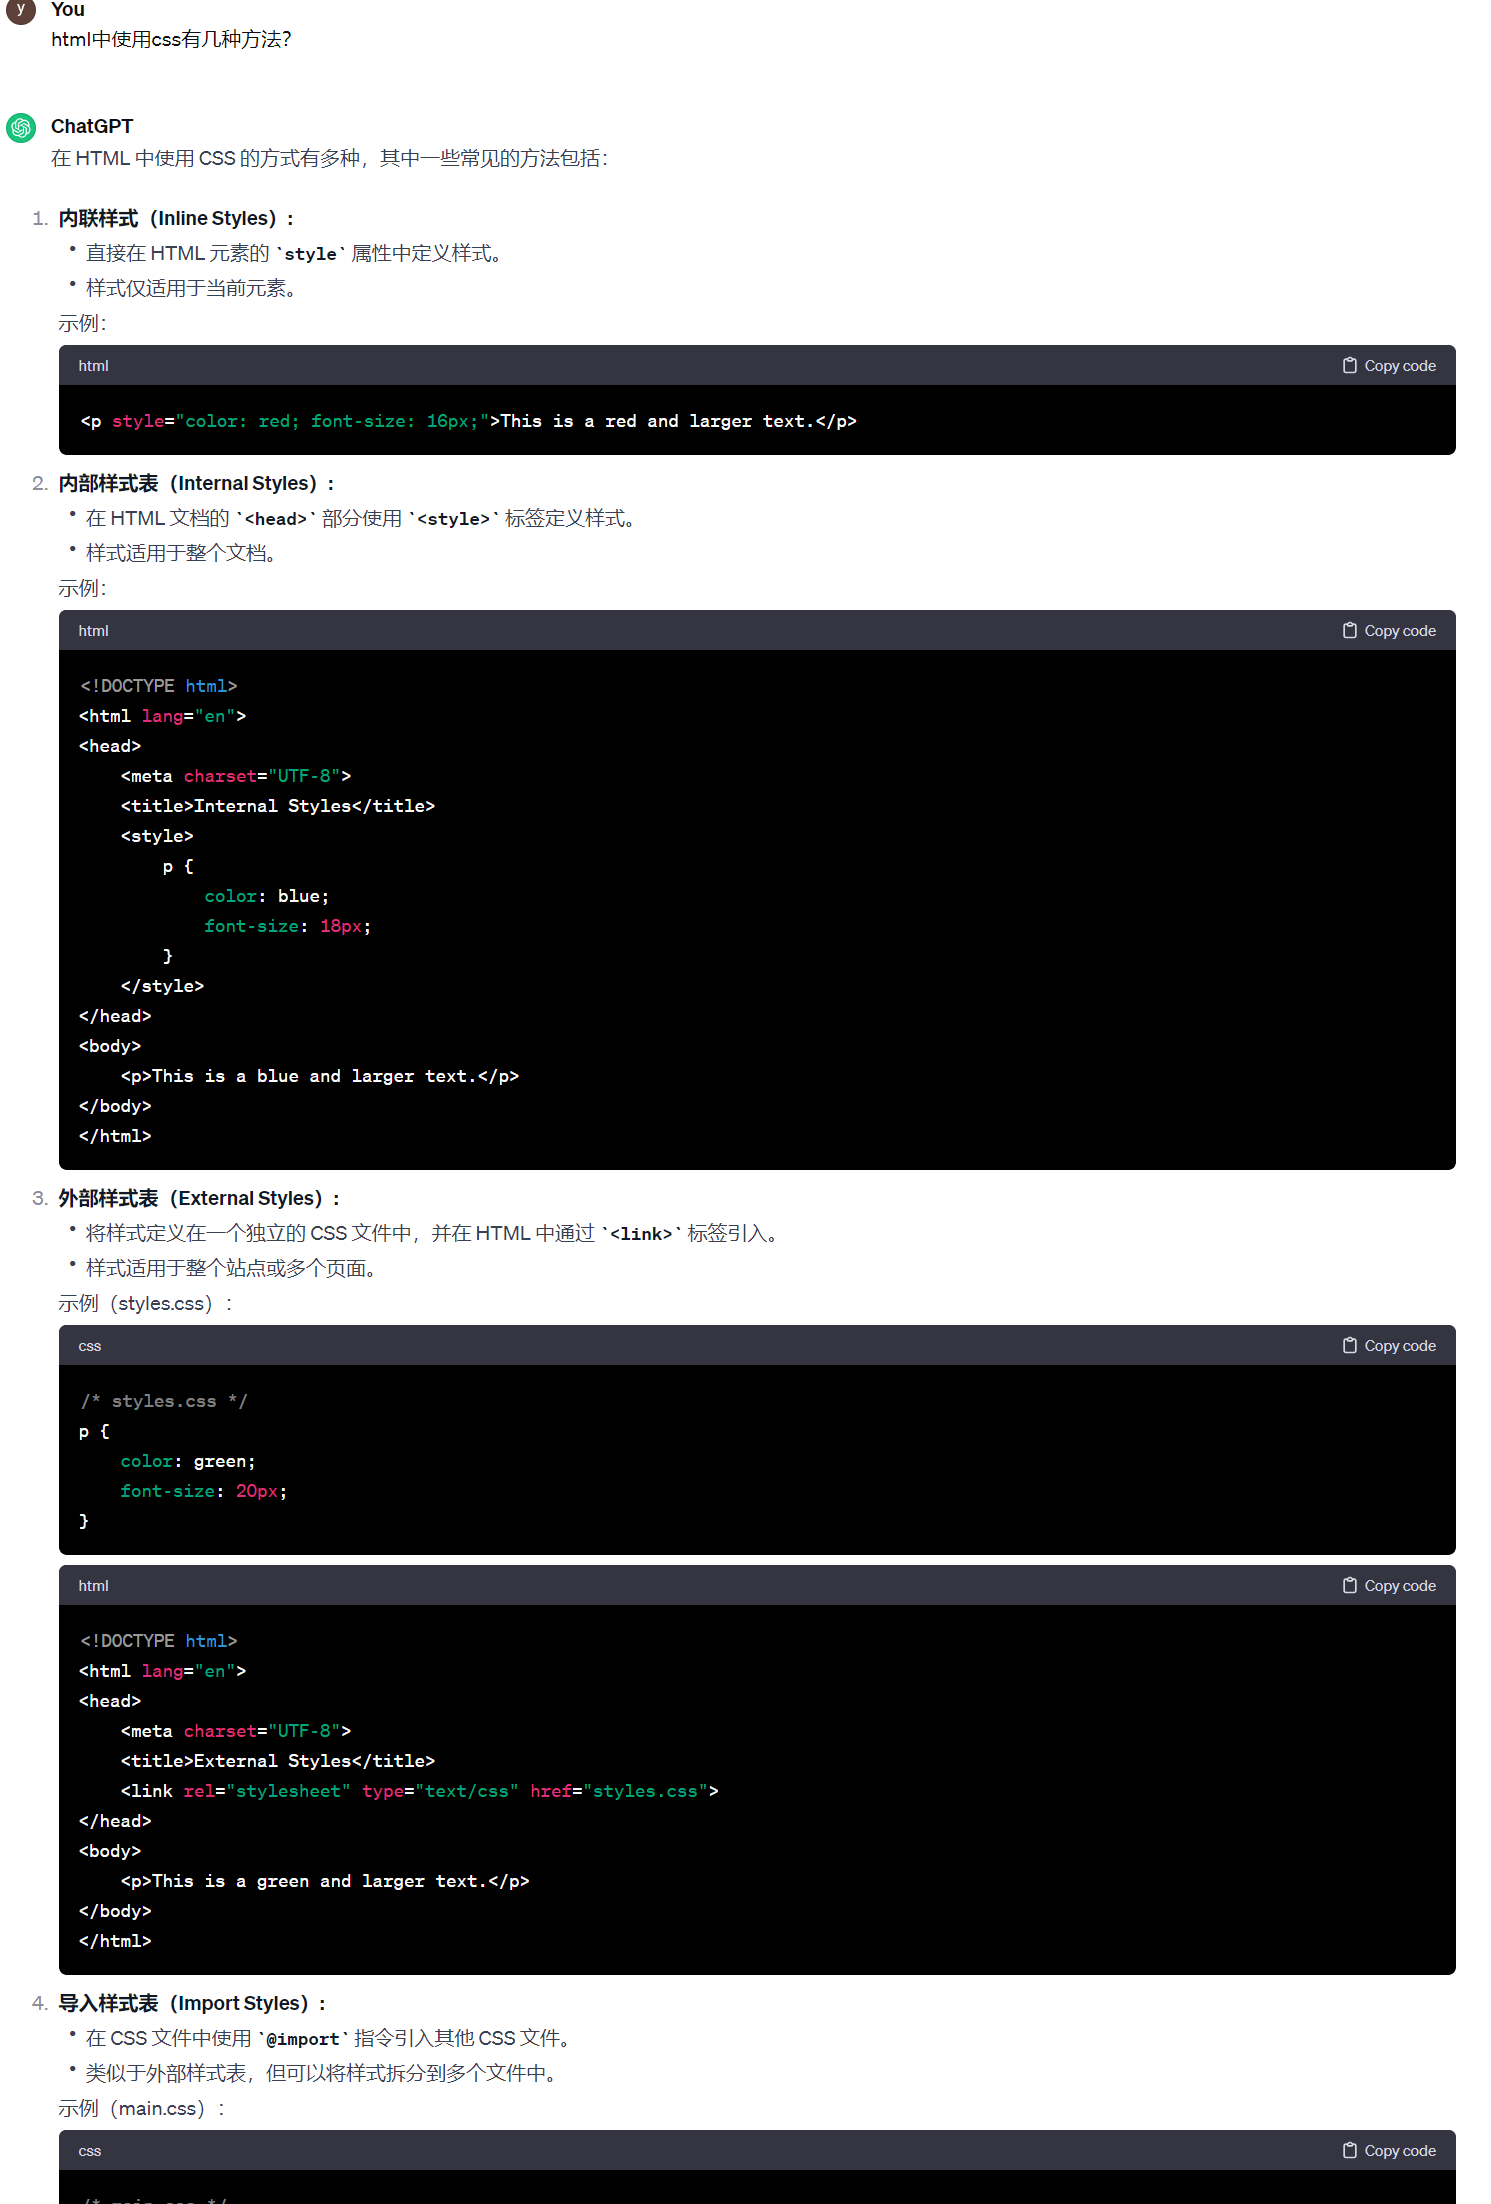 y
You
html中使用css有几种方法？
ChatGPT
在 HTML 中使用 CSS 的方式有多种，其中一些常见的方法包括：
1. 内联样式（Inline Styles）：
• 直接在 HTML 元素的 `style` 属性中定义样式。
• 样式仅适用于当前元素。
示例：
html Copy code
<p style="color: red; font-size: 16px;">This is a red and larger text.</p>
2. 内部样式表（Internal Styles）：
• 在 HTML 文档的 `<head>` 部分使用 `<style>` 标签定义样式。
• 样式适用于整个文档。
示例：
html Copy code
<!DOCTYPE html>
<html lang="en">
<head>
    <meta charset="UTF-8">
    <title>Internal Styles</title>
    <style>
        p {
            color: blue;
            font-size: 18px;
        }
    </style>
</head>
<body>
    <p>This is a blue and larger text.</p>
</body>
</html>
3. 外部样式表（External Styles）：
• 将样式定义在一个独立的 CSS 文件中，并在 HTML 中通过 `<link>` 标签引入。
• 样式适用于整个站点或多个页面。
示例（styles.css）：
css Copy code
/* styles.css */
p {
    color: green;
    font-size: 20px;
}
html Copy code
<!DOCTYPE html>
<html lang="en">
<head>
    <meta charset="UTF-8">
    <title>External Styles</title>
    <link rel="stylesheet" type="text/css" href="styles.css">
</head>
<body>
    <p>This is a green and larger text.</p>
</body>
</html>
4. 导入样式表（Import Styles）：
• 在 CSS 文件中使用 `@import` 指令引入其他 CSS 文件。
• 类似于外部样式表，但可以将样式拆分到多个文件中。
示例（main.css）：
css Copy code